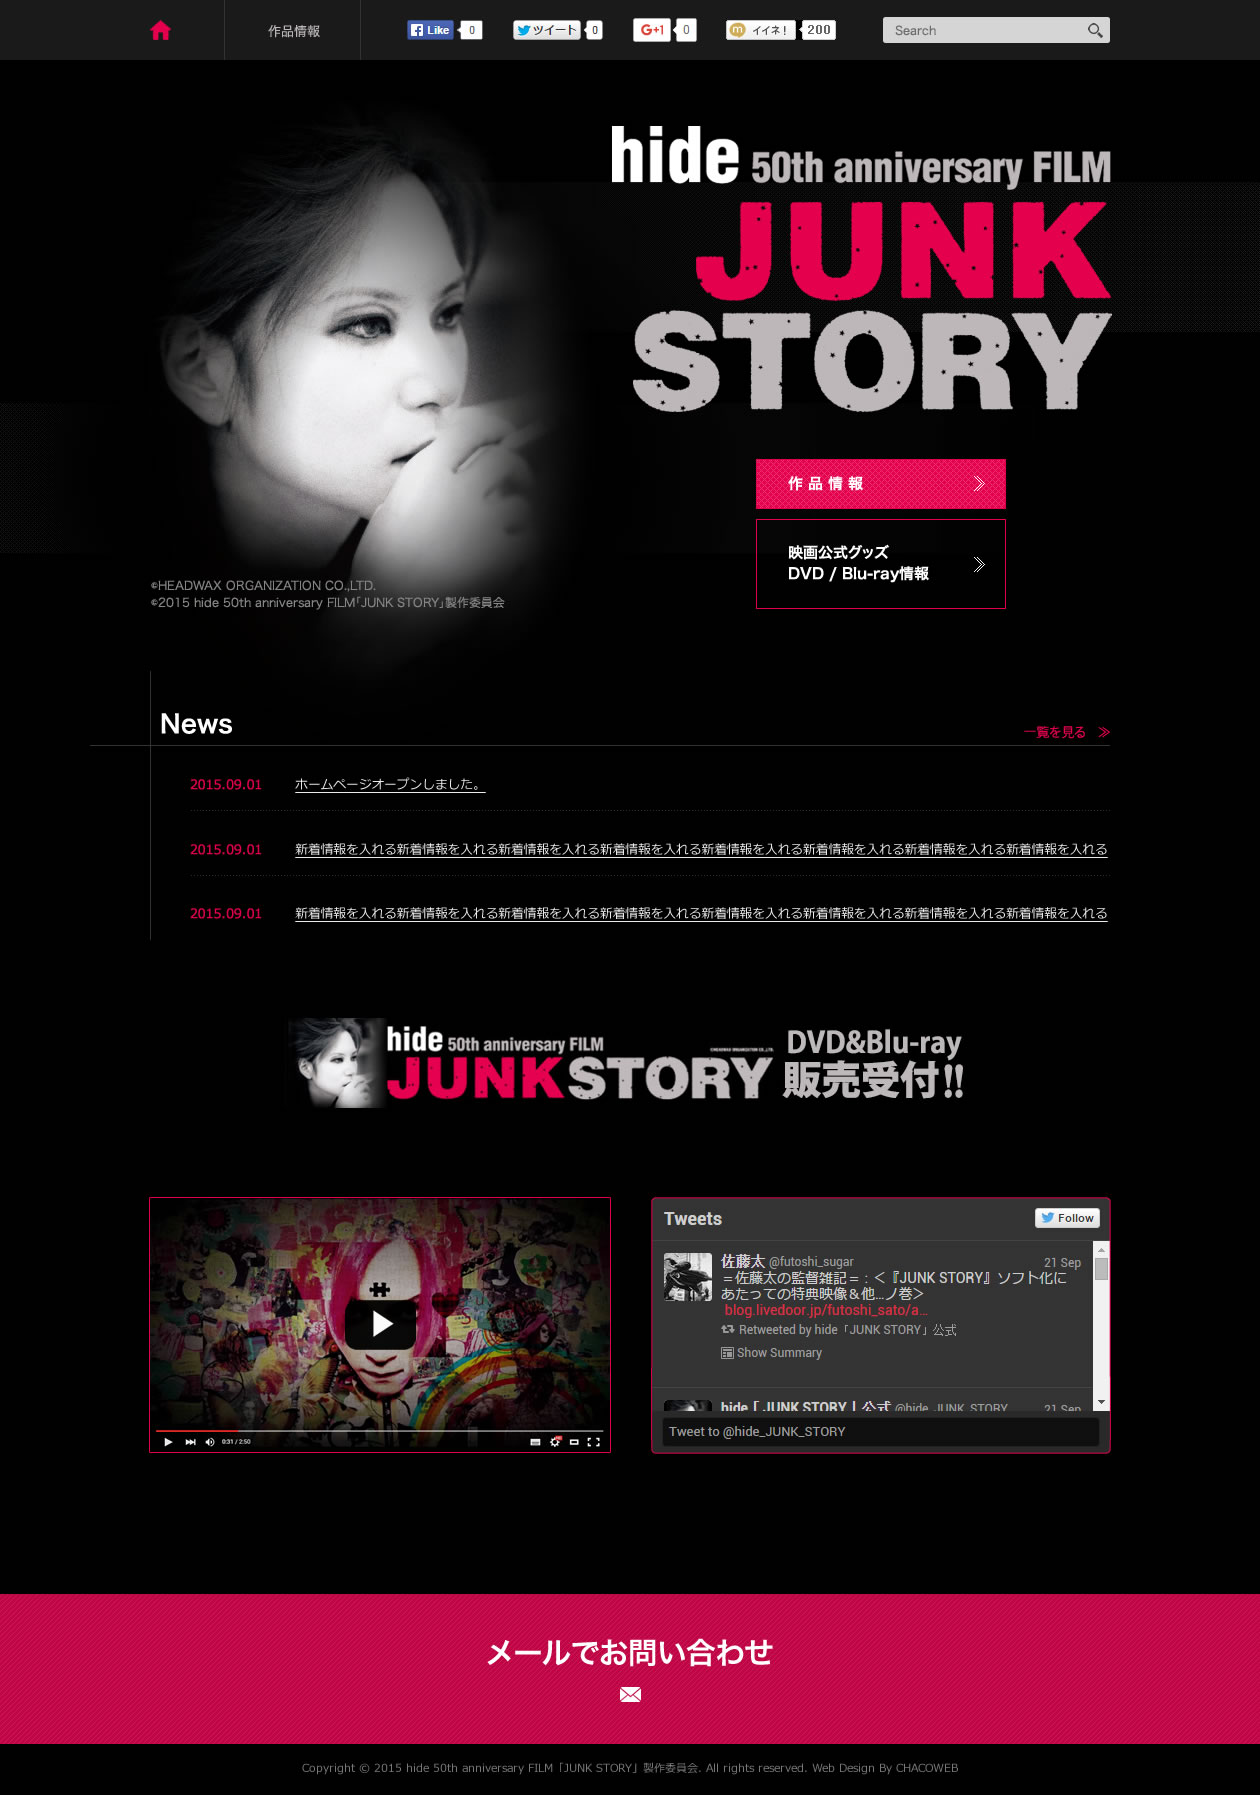 作品情報
Like 0
ツイート 0
G+1 0
イイネ! 200
Search
hide 50th anniversary FILM
JUNK
STORY
作品情報
映画公式グッズ
DVD / Blu-ray情報
©HEADWAX ORGANIZATION CO.,LTD.
©2015 hide 50th anniversary FILM「JUNK STORY」製作委員会
News
一覧を見る
2015.09.01 ホームページオープンしました。
2015.09.01 新着情報を入れる新着情報を入れる新着情報を入れる新着情報を入れる新着情報を入れる新着情報を入れる新着情報を入れる新着情報を入れる
2015.09.01 新着情報を入れる新着情報を入れる新着情報を入れる新着情報を入れる新着情報を入れる新着情報を入れる新着情報を入れる新着情報を入れる
hide 50th anniversary FILM
JUNK STORY
©HEADWAX ORGANIZATION CO.,LTD.
DVD&Blu-ray
販売受付!!
0:31 / 2:50
Tweets
Follow
佐藤太 @futoshi_sugar 21 Sep
＝佐藤太の監督雑記＝：＜『JUNK STORY』ソフト化に
あたっての特典映像＆他...ノ巻＞
blog.livedoor.jp/futoshi_sato/a...
Retweeted by hide「JUNK STORY」公式
Show Summary
hide「JUNK STORY」公式 @hide_JUNK_STORY 21 Sep
Tweet to @hide_JUNK_STORY
メールでお問い合わせ
Copyright © 2015 hide 50th anniversary FILM「JUNK STORY」製作委員会. All rights reserved. Web Design By CHACOWEB